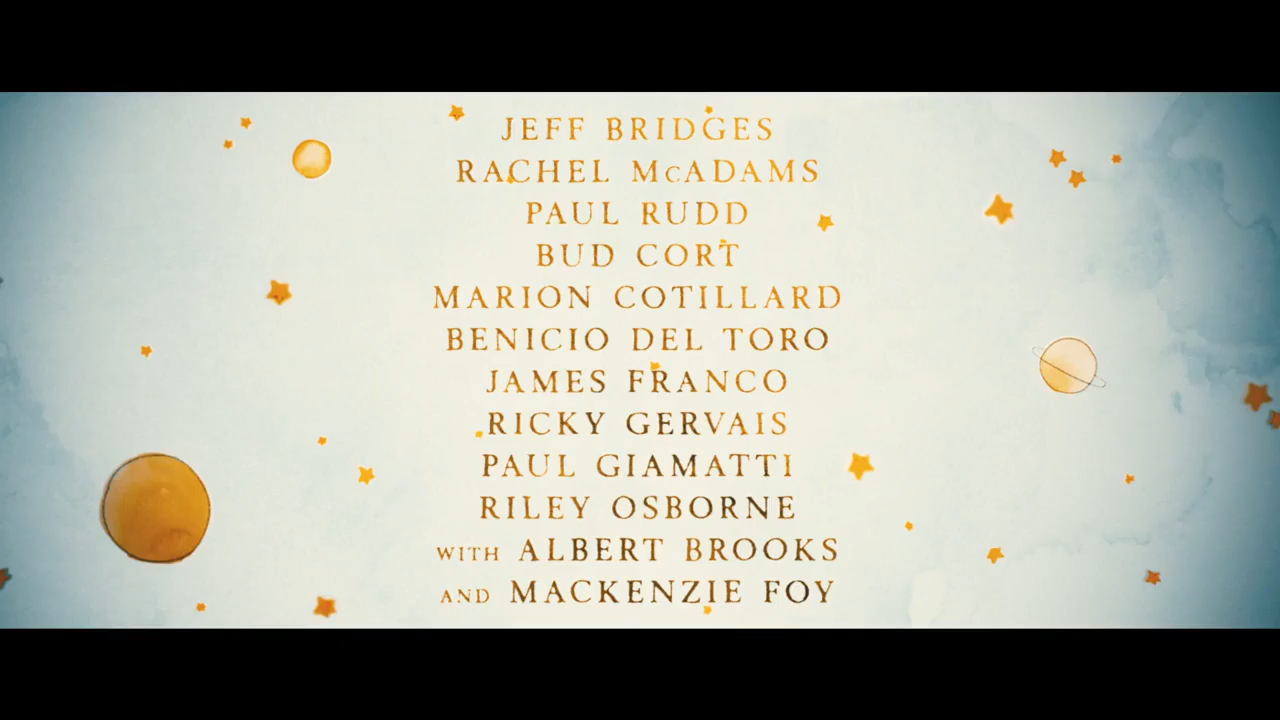 JEFF BRIDGES
RACHEL McADAMS
PAUL RUDD
BUD CORT
MARION COTILLARD
BENICIO DEL TORO
JAMES FRANCO
RICKY GERVAIS
PAUL GIAMATTI
RILEY OSBORNE
WITH ALBERT BROOKS
AND MACKENZIE FOY